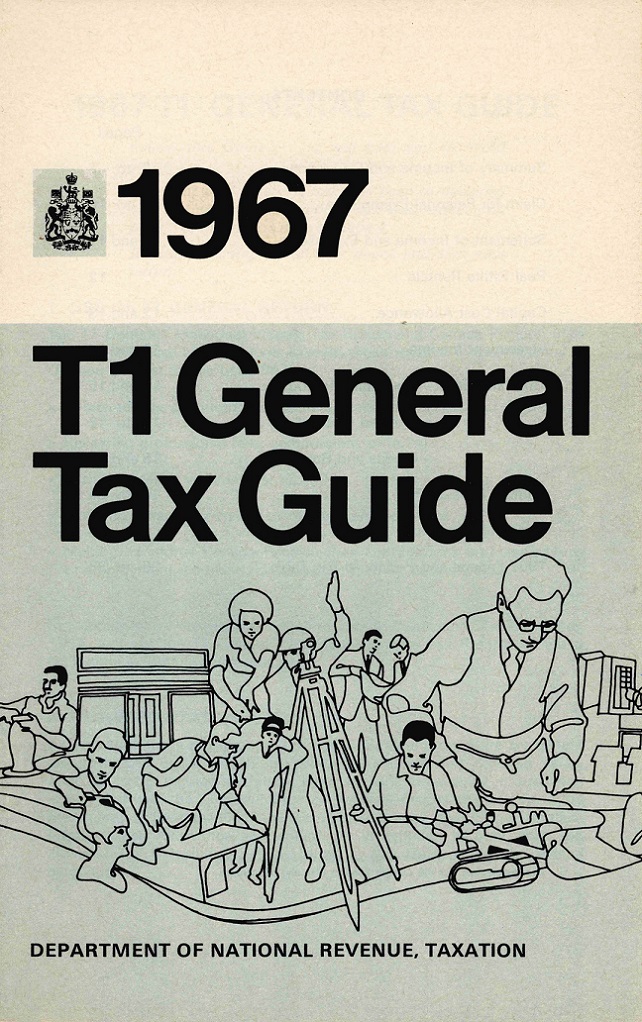 1967
T1 General
Tax Guide
DEPARTMENT OF NATIONAL REVENUE, TAXATION